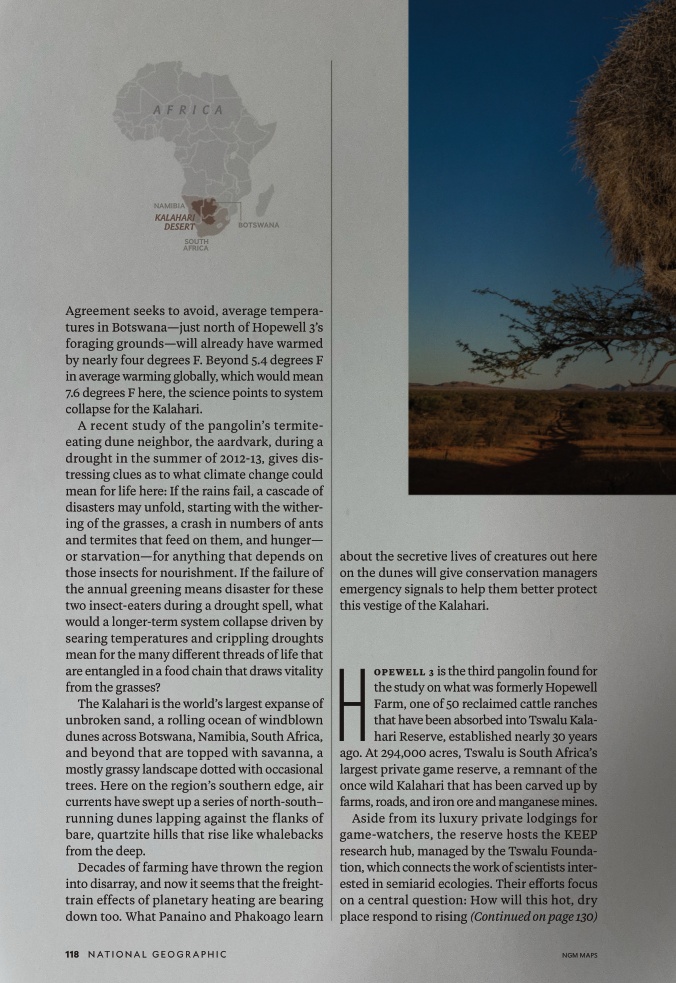 AFRICA
NAMIBIA
KALAHARI
DESERT
BOTSWANA
SOUTH
AFRICA
Agreement seeks to avoid, average tempera-
tures in Botswana—just north of Hopewell 3’s
foraging grounds—will already have warmed
by nearly four degrees F. Beyond 5.4 degrees F
in average warming globally, which would mean
7.6 degrees F here, the science points to system
collapse for the Kalahari.
A recent study of the pangolin’s termite-
eating dune neighbor, the aardvark, during a
drought in the summer of 2012-13, gives dis-
tressing clues as to what climate change could
mean for life here: If the rains fail, a cascade of
disasters may unfold, starting with the wither-
ing of the grasses, a crash in numbers of ants
and termites that feed on them, and hunger—
or starvation—for anything that depends on
those insects for nourishment. If the failure of
the annual greening means disaster for these
two insect-eaters during a drought spell, what
would a longer-term system collapse driven by
searing temperatures and crippling droughts
mean for the many different threads of life that
are entangled in a food chain that draws vitality
from the grasses?
The Kalahari is the world’s largest expanse of
unbroken sand, a rolling ocean of windblown
dunes across Botswana, Namibia, South Africa,
and beyond that are topped with savanna, a
mostly grassy landscape dotted with occasional
trees. Here on the region’s southern edge, air
currents have swept up a series of north-south–
running dunes lapping against the flanks of
bare, quartzite hills that rise like whalebacks
from the deep.
Decades of farming have thrown the region
into disarray, and now it seems that the freight-
train effects of planetary heating are bearing
down too. What Panaino and Phakoago learn
about the secretive lives of creatures out here
on the dunes will give conservation managers
emergency signals to help them better protect
this vestige of the Kalahari.
HOPEWELL 3 is the third pangolin found for
the study on what was formerly Hopewell
Farm, one of 50 reclaimed cattle ranches
that have been absorbed into Tswalu Kala-
hari Reserve, established nearly 30 years
ago. At 294,000 acres, Tswalu is South Africa’s
largest private game reserve, a remnant of the
once wild Kalahari that has been carved up by
farms, roads, and iron ore and manganese mines.
Aside from its luxury private lodgings for
game-watchers, the reserve hosts the KEEP
research hub, managed by the Tswalu Founda-
tion, which connects the work of scientists inter-
ested in semiarid ecologies. Their efforts focus
on a central question: How will this hot, dry
place respond to rising (Continued on page 130)
118 NATIONAL GEOGRAPHIC
NGM MAPS